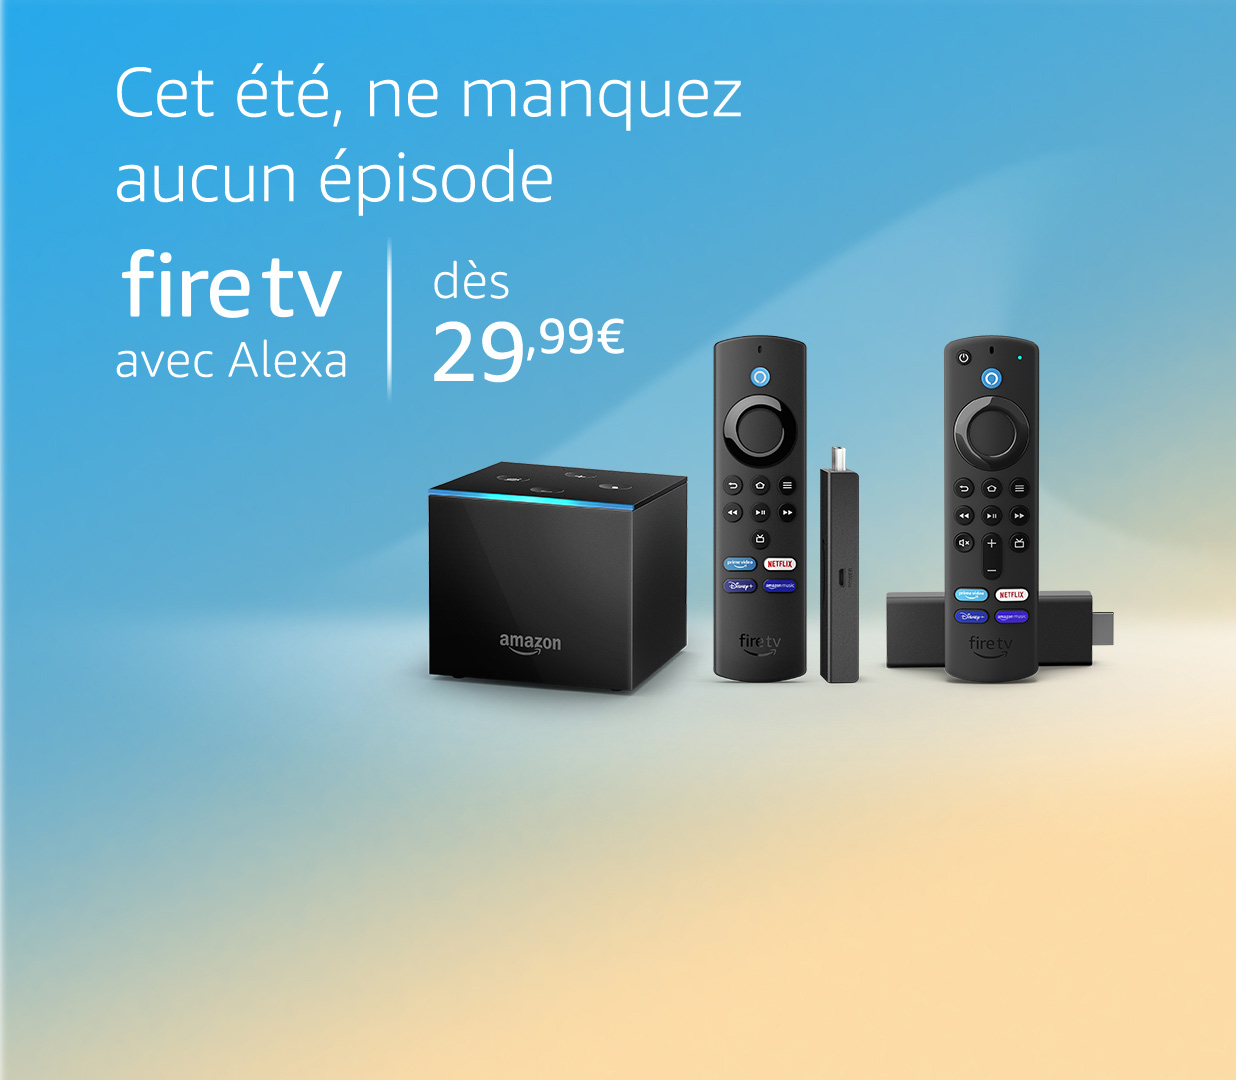 Cet été, ne manquez
aucun épisode
fire tv
avec Alexa
dès
29,99€
amazon
prime video
NETFLIX
Disney+
amazon music
fire tv
prime video
NETFLIX
Disney+
amazon music
fire tv